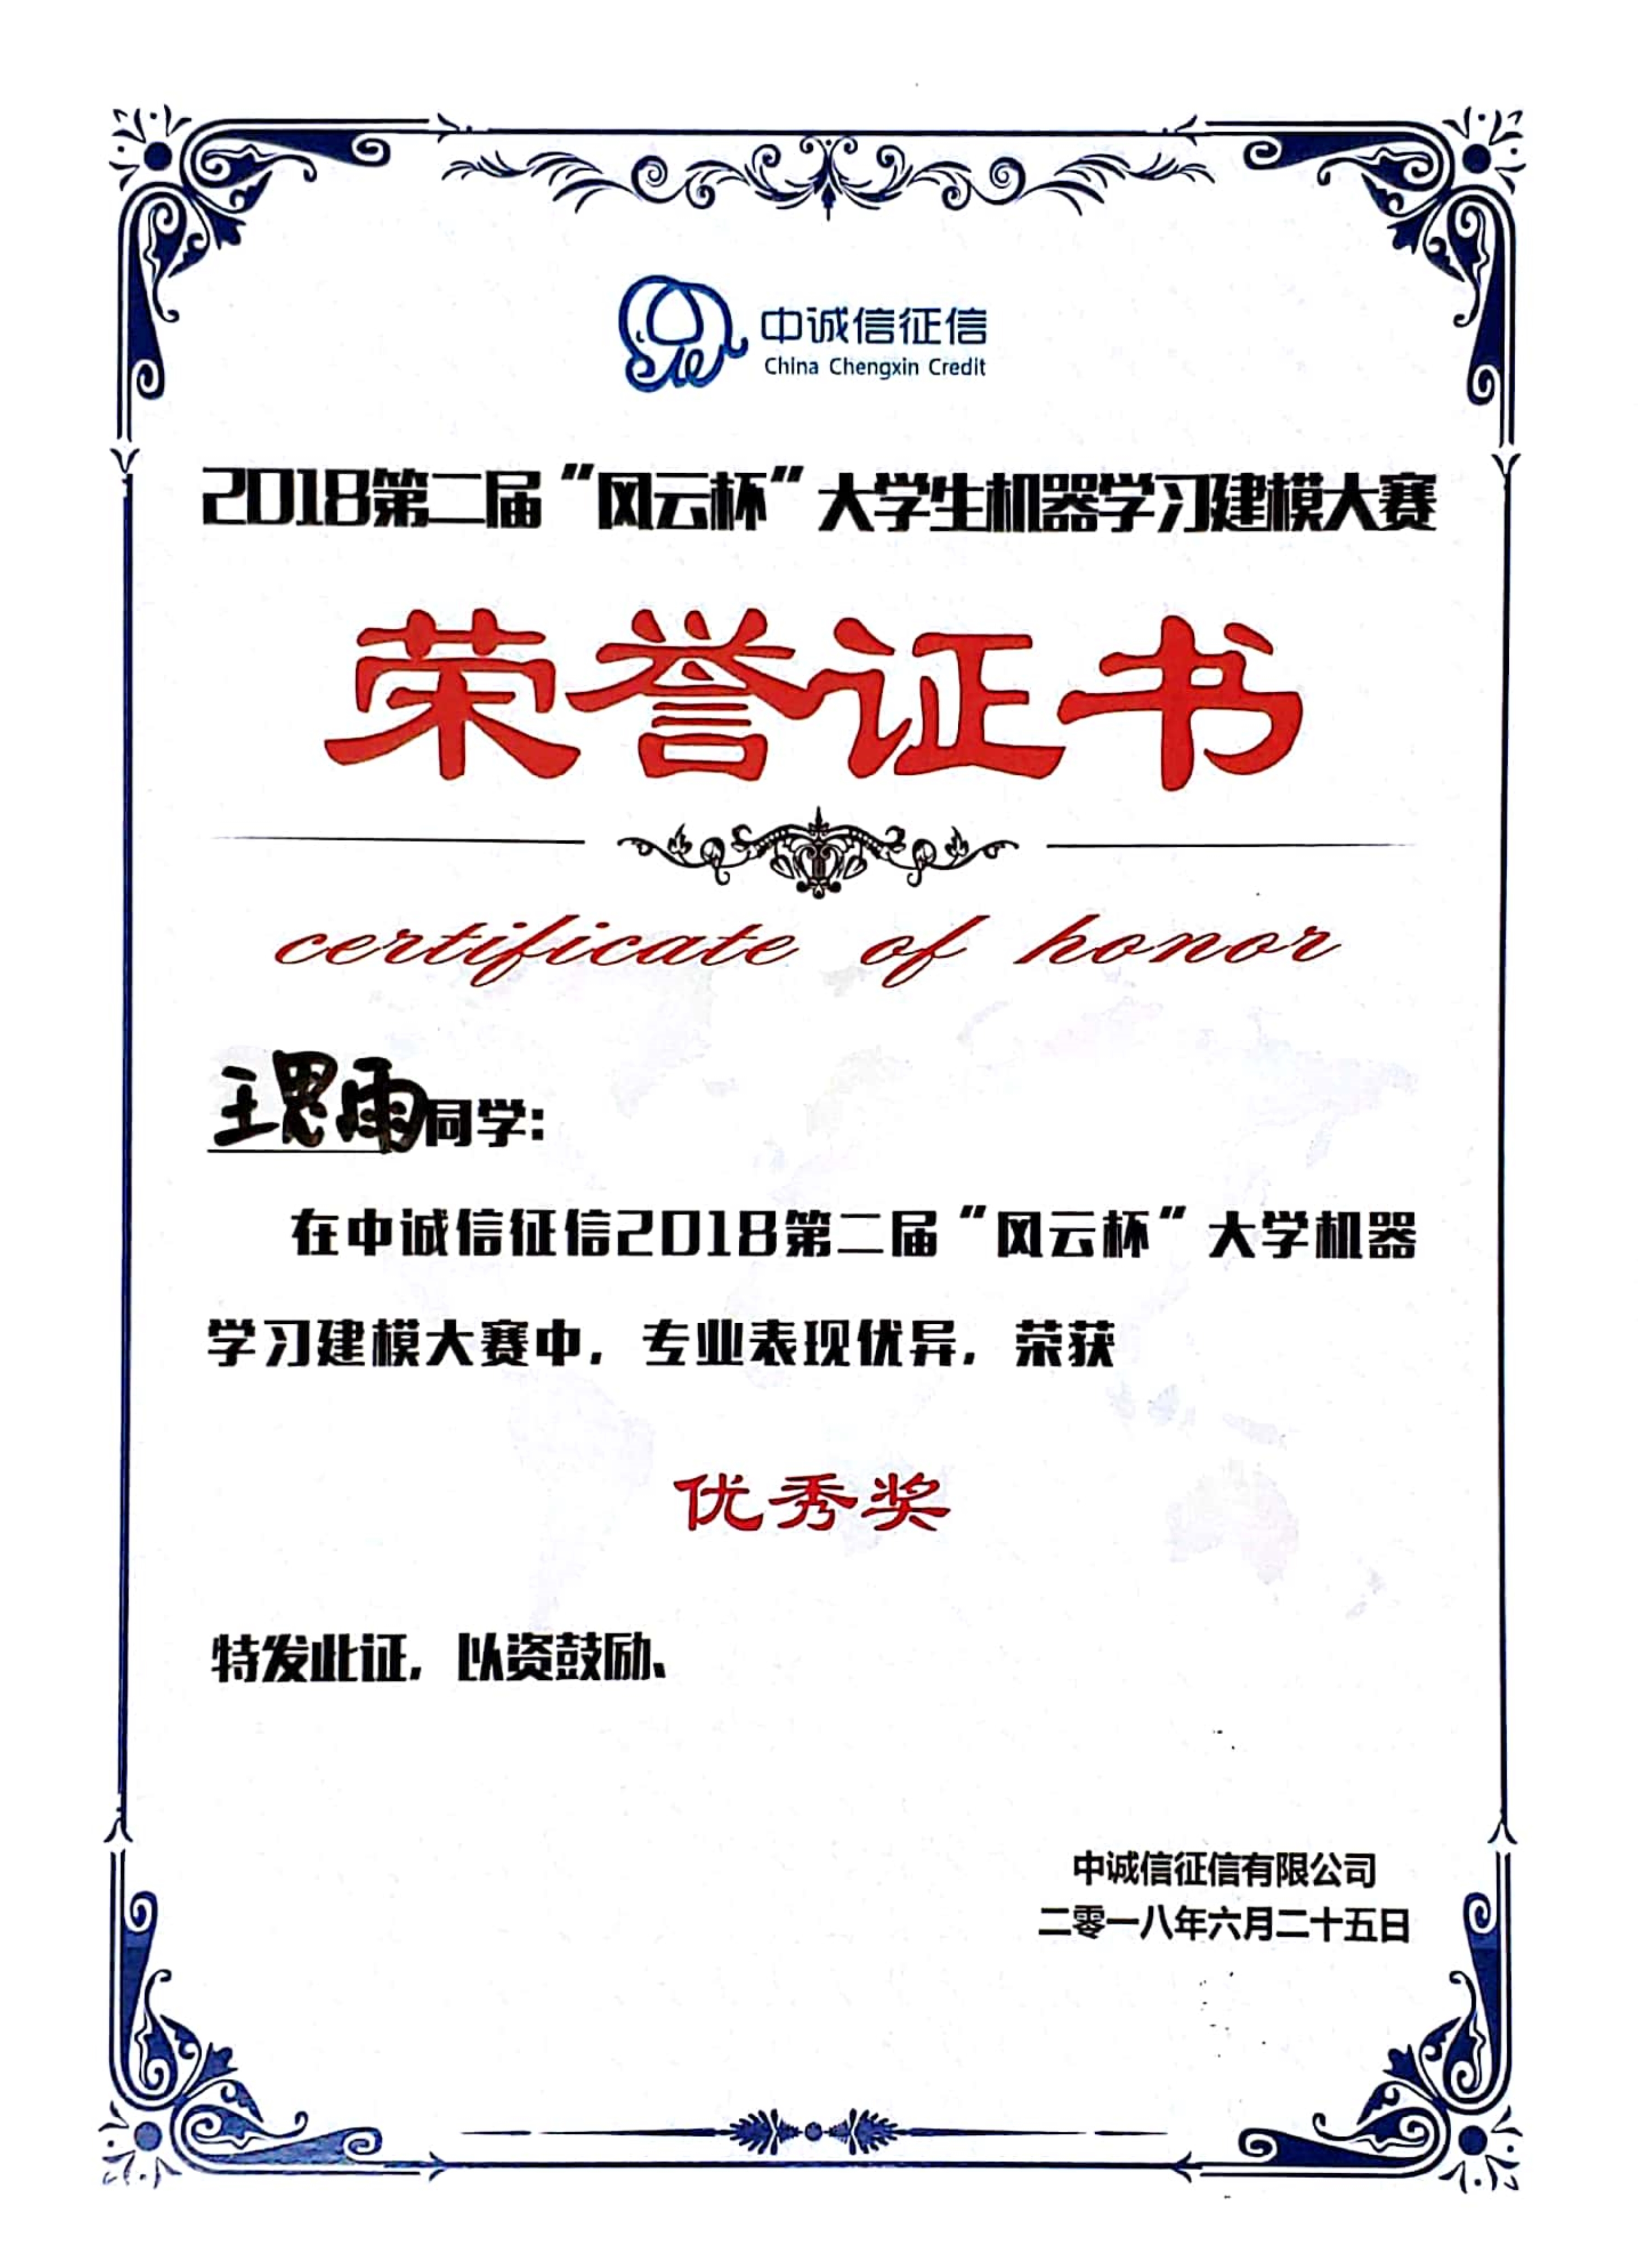 中诚信征信
China Chengxin Credit
2018第二届“风云杯”大学生机器学习建模大赛
荣誉证书
certificate of honor
王思雨同学：
在中诚信征信2018第二届“风云杯”大学机器
学习建模大赛中，专业表现优异，荣获
优秀奖
特发此证，以资鼓励、
中诚信征信有限公司
二零一八年六月二十五日